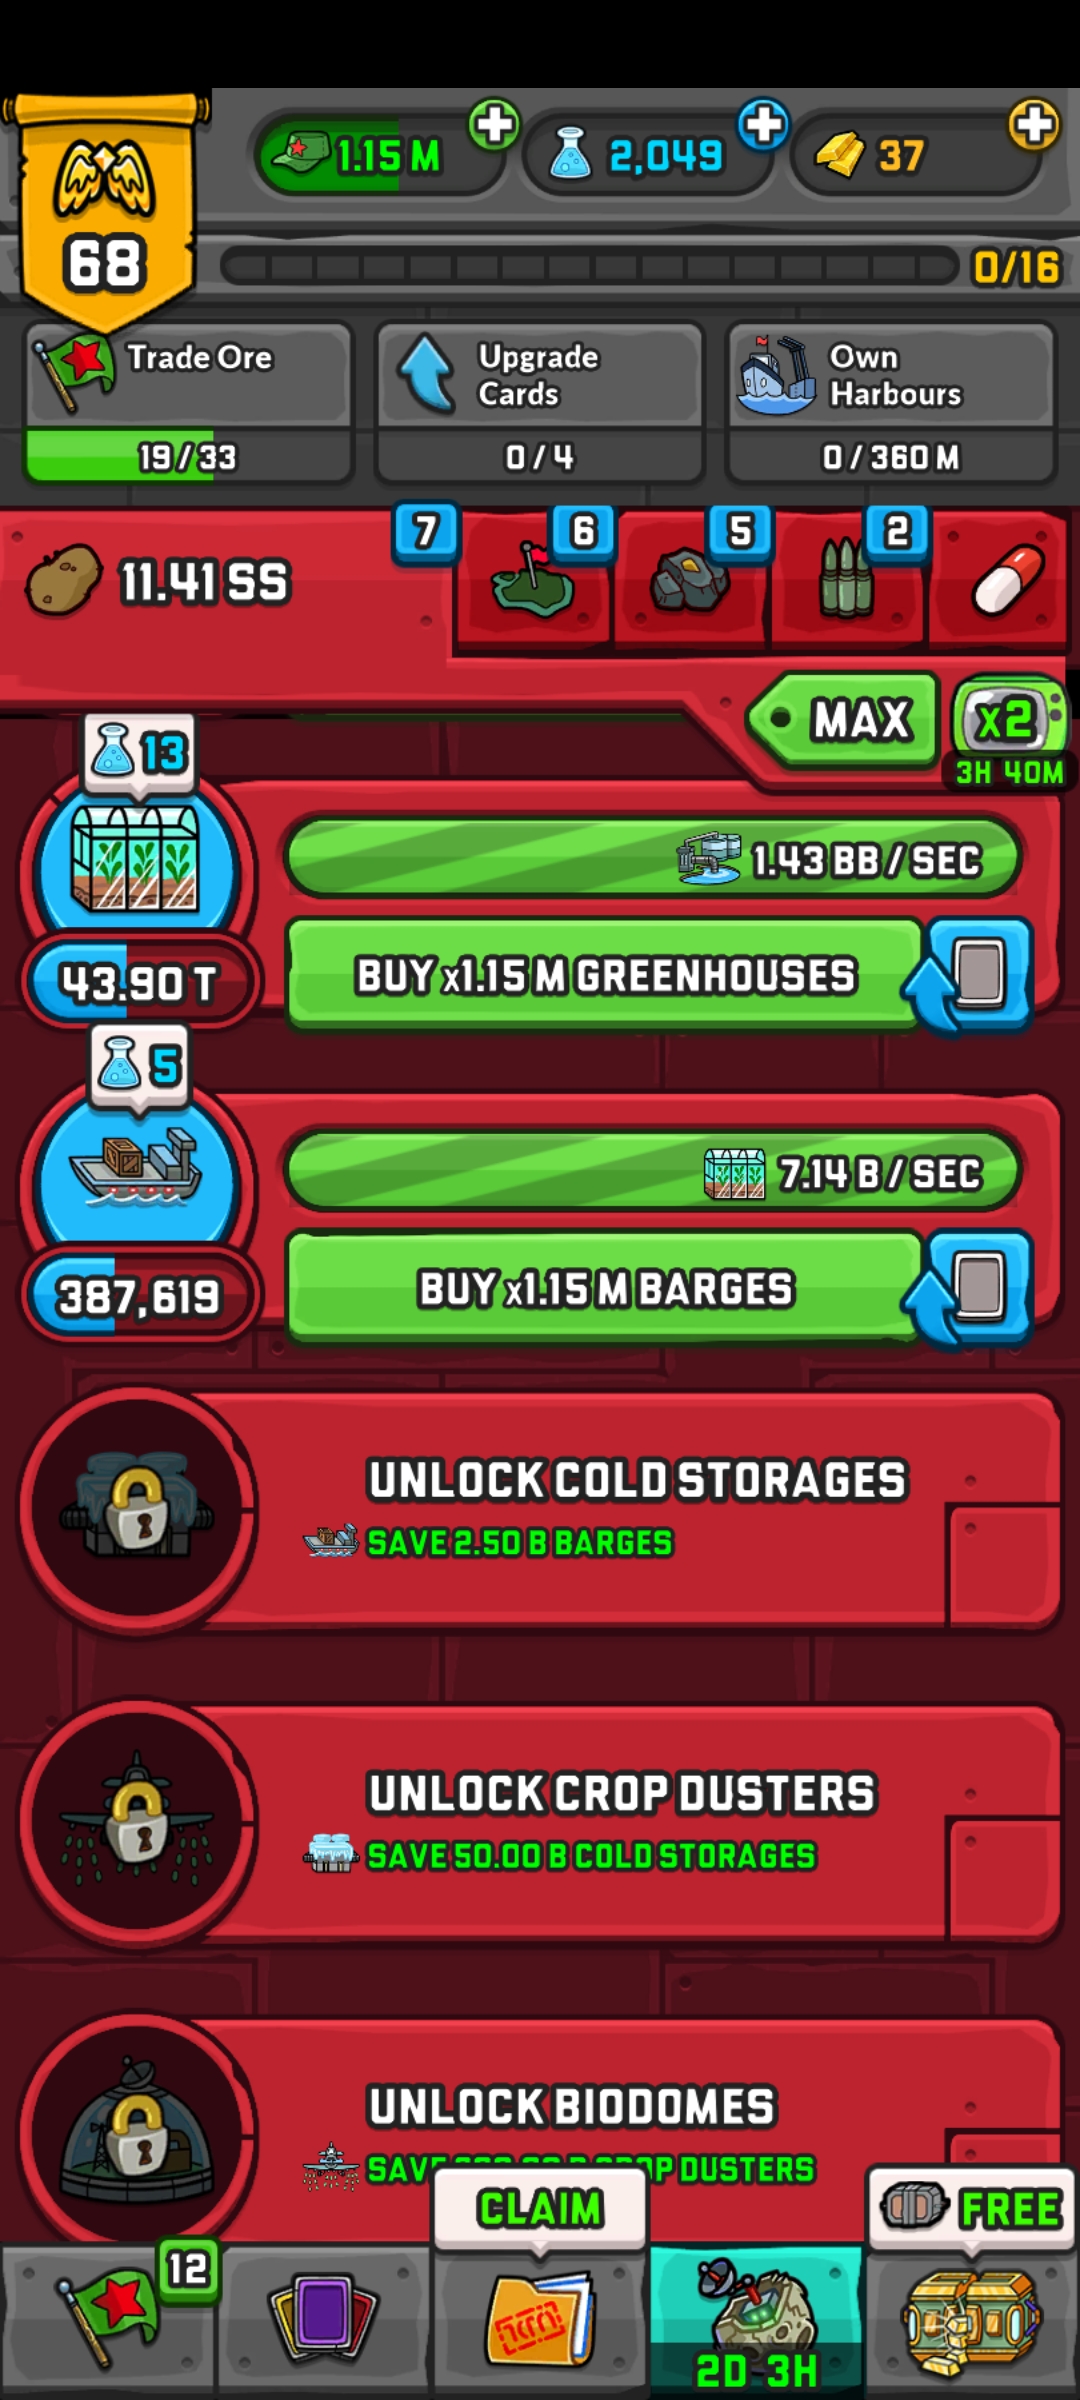 1.15 M
2,049
37
68
0/16
Trade Ore
19/33
Upgrade
Cards
0/4
Own
Harbours
0/360 M
11.41 SS
7
6
5
2
MAX
x2
3H 40M
13
1.43 BB/SEC
43.90 T
BUY x1.15 M GREENHOUSES
5
7.14 B/SEC
387,619
BUY x1.15 M BARGES
UNLOCK COLD STORAGES
SAVE 2.50 B BARGES
UNLOCK CROP DUSTERS
SAVE 50.00 B COLD STORAGES
UNLOCK BIODOMES
DUSTERS
CLAIM
FREE
12
2D 3H